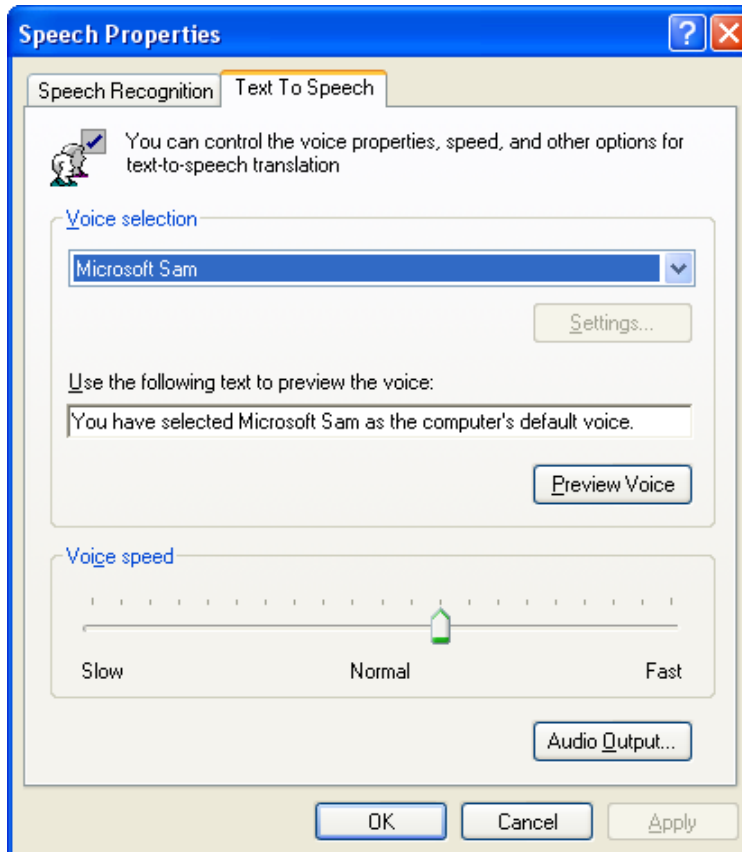 Speech Properties
Speech Recognition
Text To Speech
You can control the voice properties, speed, and other options for
text-to-speech translation
Voice selection
Microsoft Sam
Settings...
Use the following text to preview the voice:
You have selected Microsoft Sam as the computer's default voice.
Preview Voice
Voice speed
Slow Normal Fast
Audio Output...
OK Cancel Apply